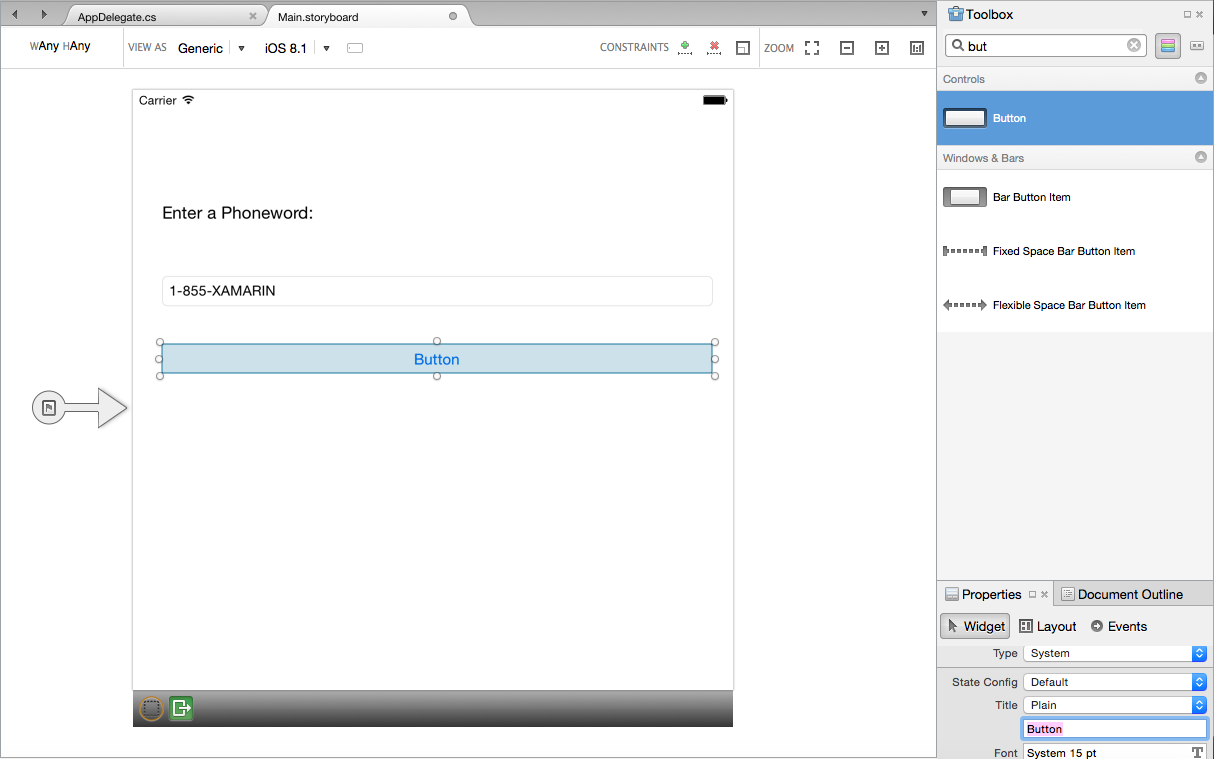 AppDelegate.cs
Main.storyboard
wAny hAny
VIEW AS Generic iOS 8.1
CONSTRAINTS
ZOOM
Carrier
Enter a Phoneword:
1-855-XAMARIN
Button
Toolbox
but
Controls
Button
Windows & Bars
Bar Button Item
Fixed Space Bar Button Item
Flexible Space Bar Button Item
Properties Document Outline
Widget Layout Events
Type System
State Config Default
Title Plain
Button
Font System 15 pt
T